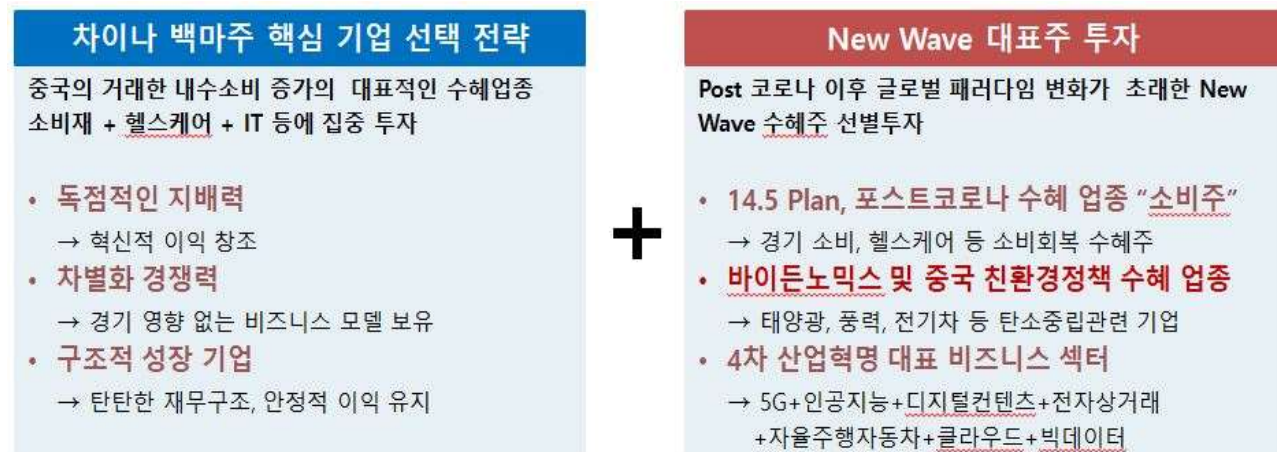 차이나 백마주 핵심 기업 선택 전략
중국의 거래한 내수소비 증가의 대표적인 수혜업종
소비재 + 헬스케어 + IT 등에 집중 투자
• 독점적인 지배력
→ 혁신적 이익 창조
• 차별화 경쟁력
→ 경기 영향 없는 비즈니스 모델 보유
• 구조적 성장 기업
→ 탄탄한 재무구조, 안정적 이익 유지
+
New Wave 대표주 투자
Post 코로나 이후 글로벌 패러다임 변화가 초래한 New
Wave 수혜주 선별투자
• 14.5 Plan, 포스트코로나 수혜 업종 “소비주”
→ 경기 소비, 헬스케어 등 소비회복 수혜주
• 바이든노믹스 및 중국 친환경정책 수혜 업종
→ 태양광, 풍력, 전기차 등 탄소중립관련 기업
• 4차 산업혁명 대표 비즈니스 섹터
→ 5G+인공지능+디지털컨텐츠+전자상거래
+자율주행자동차+클라우드+빅데이터